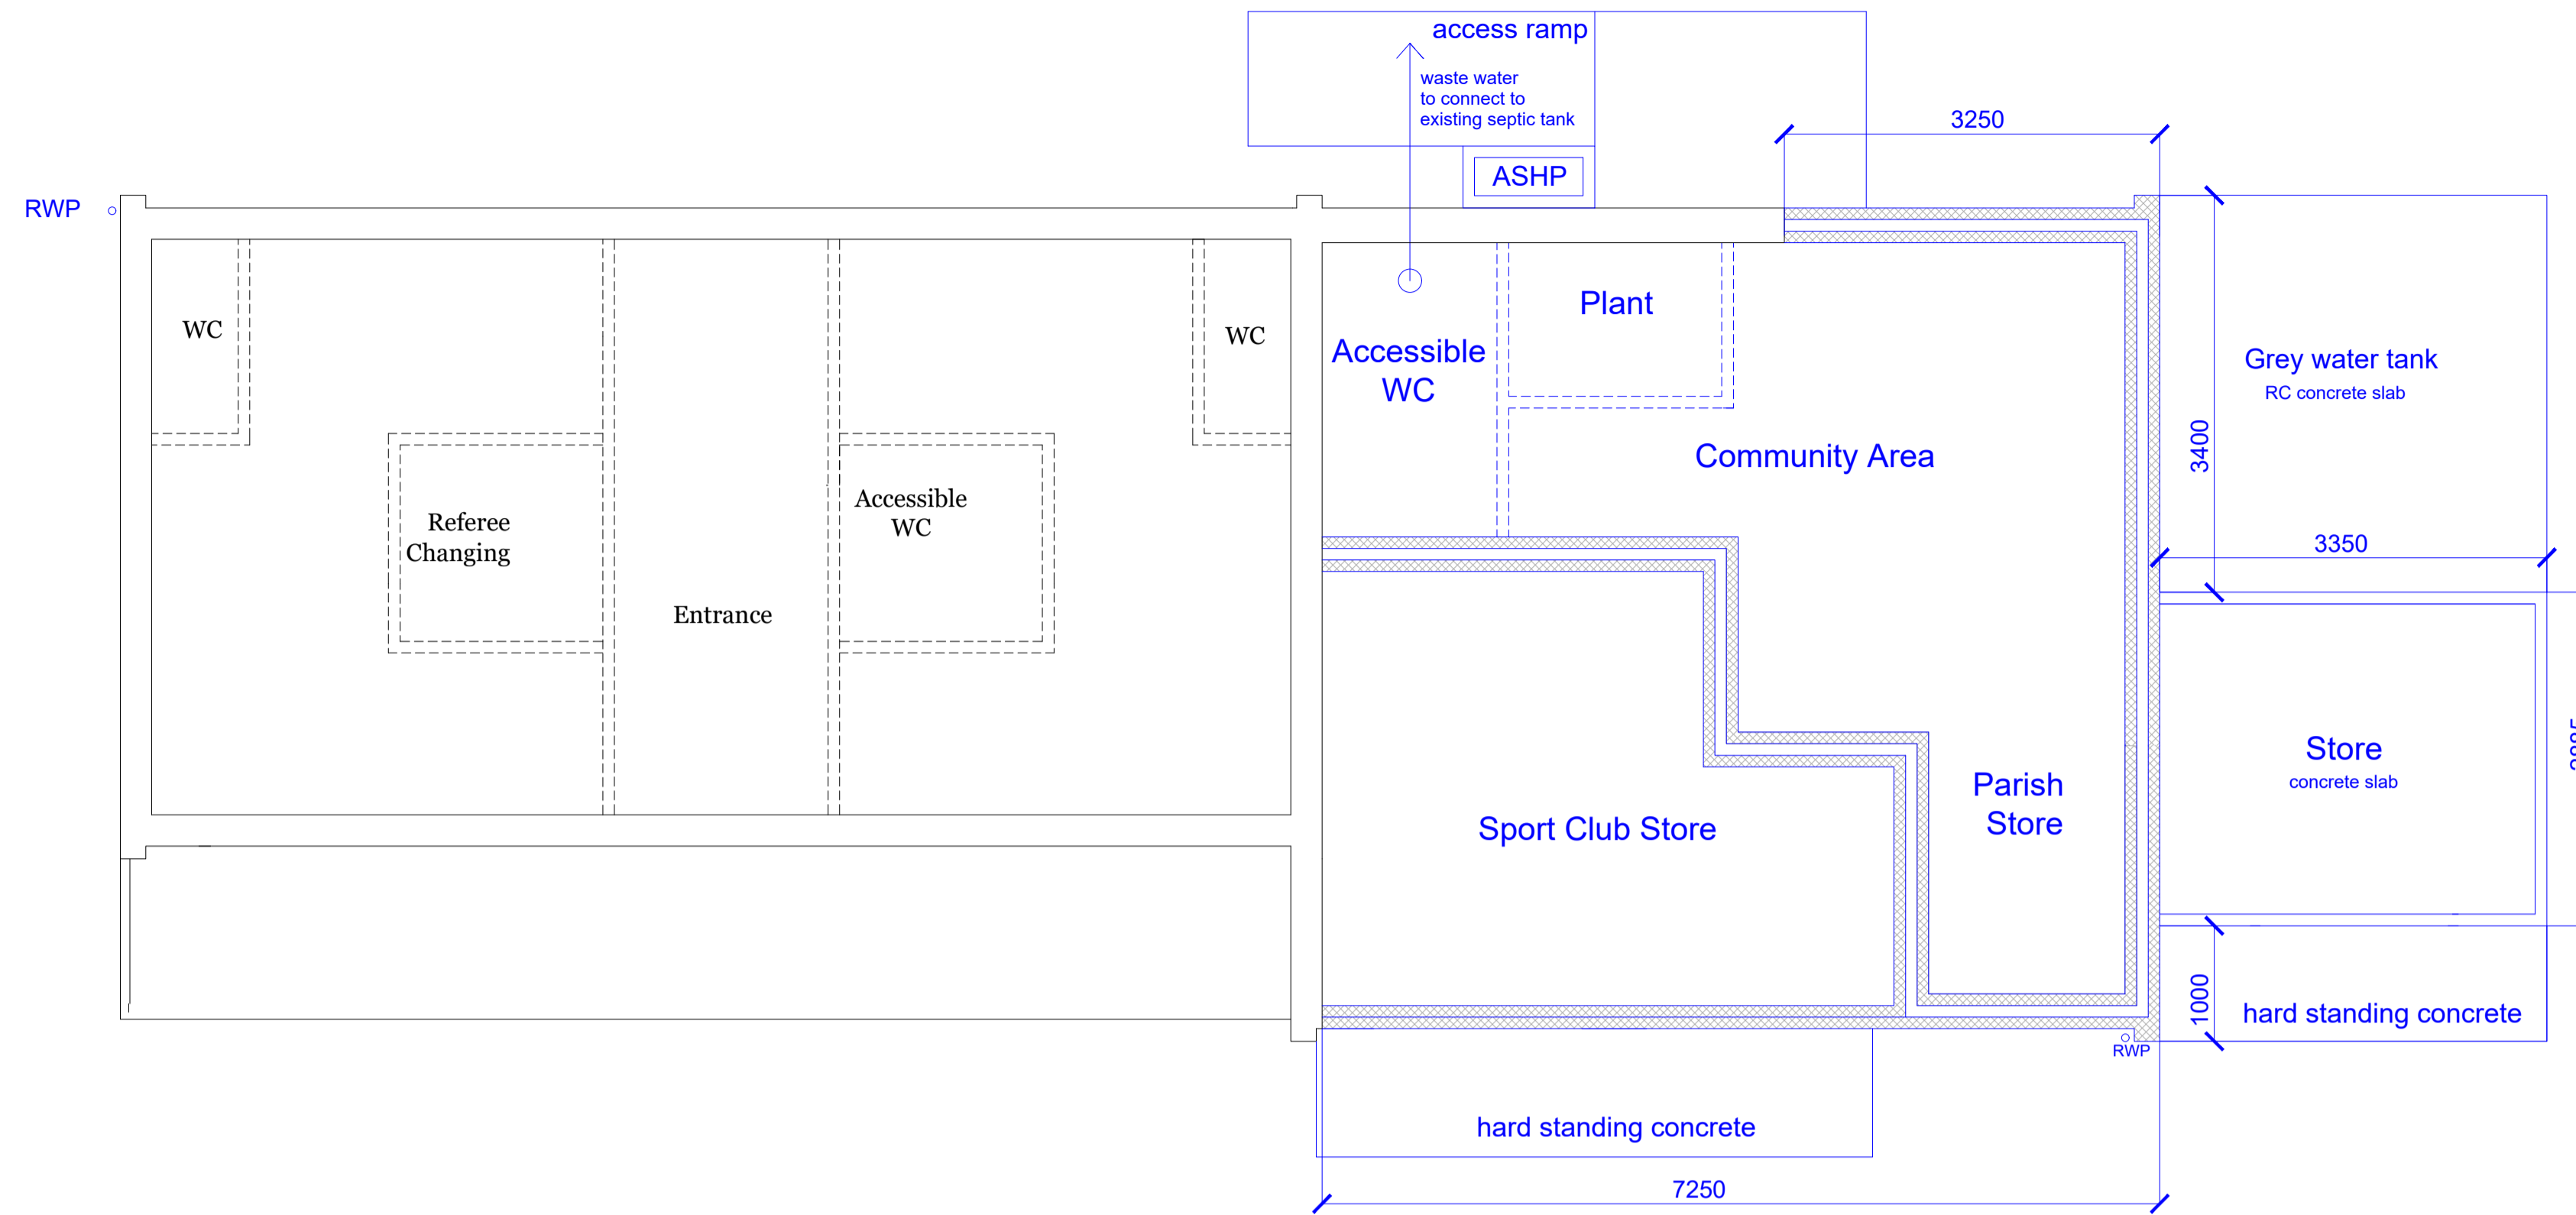 access ramp
waste water
to connect to
existing septic tank
3250
ASHP
RWP
WC
WC
Plant
Accessible
WC
Grey water tank
RC concrete slab
3400
Community Area
Referee
Changing
Accessible
WC
3350
Entrance
Store
concrete slab
Parish
Store
Sport Club Store
1000
hard standing concrete
RWP
hard standing concrete
7250